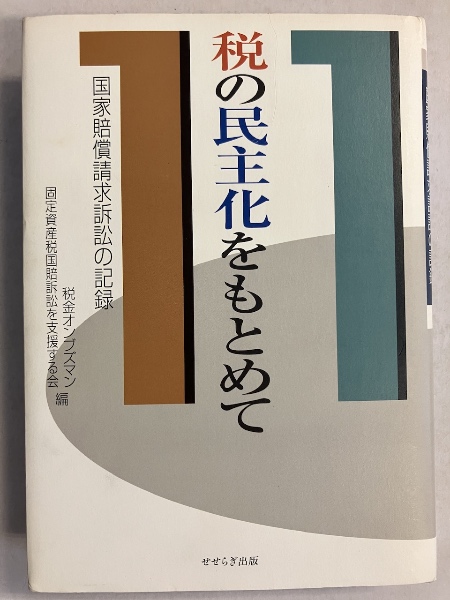 税の民主化をもとめて
国家賠償請求訴訟の記録
税金オンブズマン
固定資産税国賠訴訟を支援する会
編
せせらぎ出版